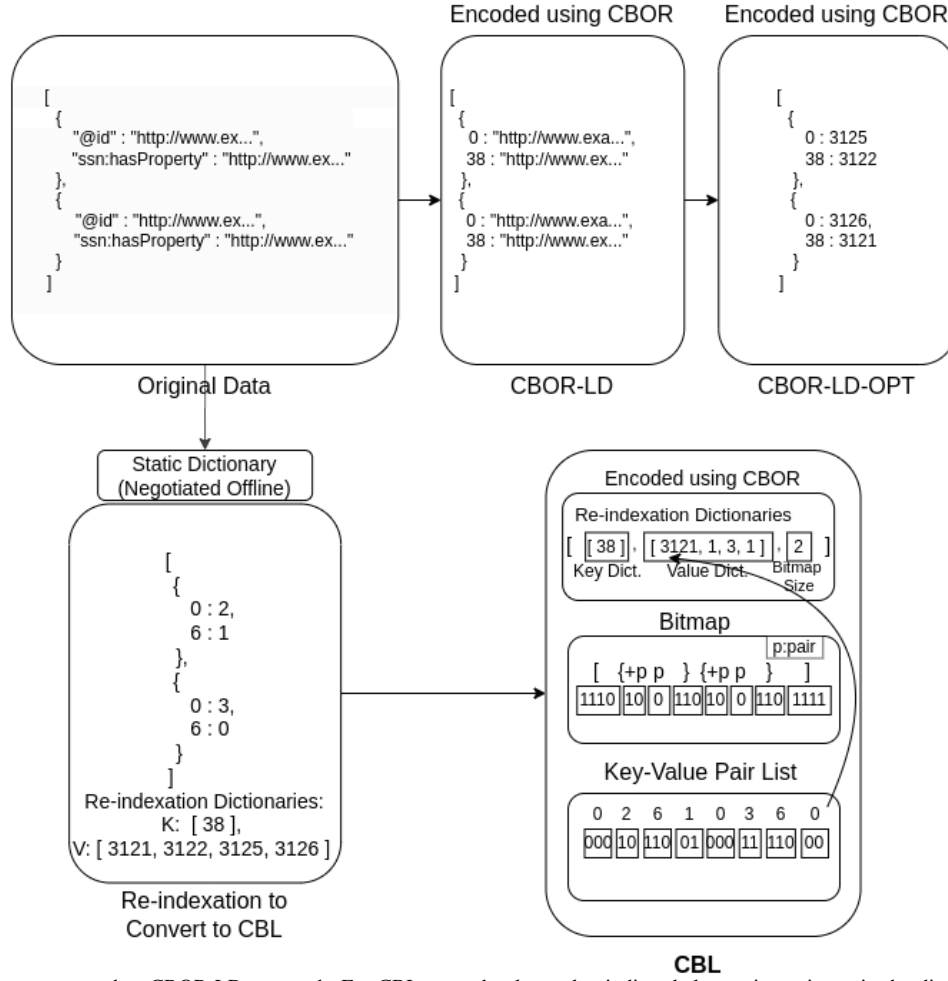 Encoded using CBOR
Encoded using CBOR
[
{
"@id" : "http://www.ex...",
"ssn:hasProperty" : "http://www.ex..."
},
{
"@id" : "http://www.ex...",
"ssn:hasProperty" : "http://www.ex..."
}
]
Original Data
[
{
0 : "http://www.exa...",
38 : "http://www.ex..."
},
{
0 : "http://www.exa...",
38 : "http://www.ex..."
}
]
CBOR-LD
[
{
0 : 3125
38 : 3122
},
{
0 : 3126,
38 : 3121
}
]
CBOR-LD-OPT
Static Dictionary
(Negotiated Offline)
[
{
0 : 2,
6 : 1
},
{
0 : 3,
6 : 0
}
]
Re-indexation Dictionaries:
K: [ 38 ],
V: [ 3121, 3122, 3125, 3126 ]
Re-indexation to
Convert to CBL
Encoded using CBOR
Re-indexation Dictionaries
[ [ 38 ] , [ 3121, 1, 3, 1 ] , 2 ]
Key Dict. Value Dict. Bitmap
Size
Bitmap
p:pair
[ {+p p } {+p p } ]
1110 10 0 110 10 0 110 1111
Key-Value Pair List
0 2 6 1 0 3 6 0
000 10 110 01 000 11 110 00
CBL